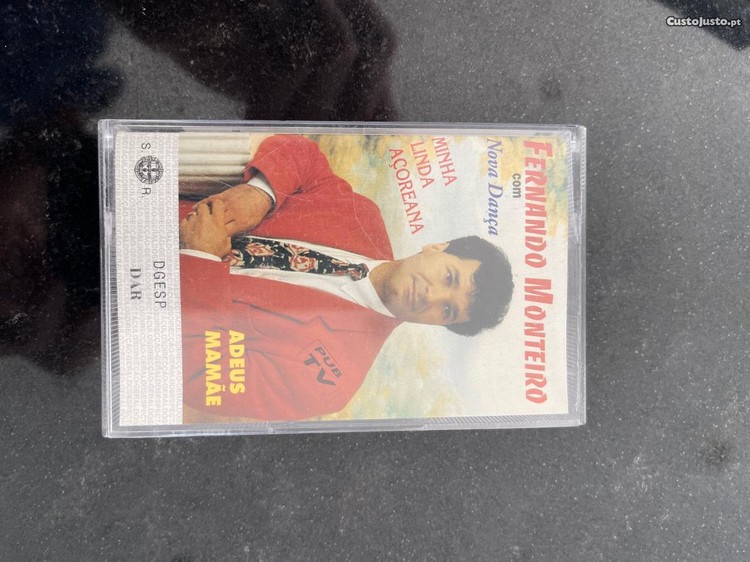 CustoJusto.pt
FERNANDO MONTEIRO
com
Nova Dança
MINHA
LINDA
AÇOREANA
PUB
TV
ADEUS
MAMÃE
S R
DGESP
DAR